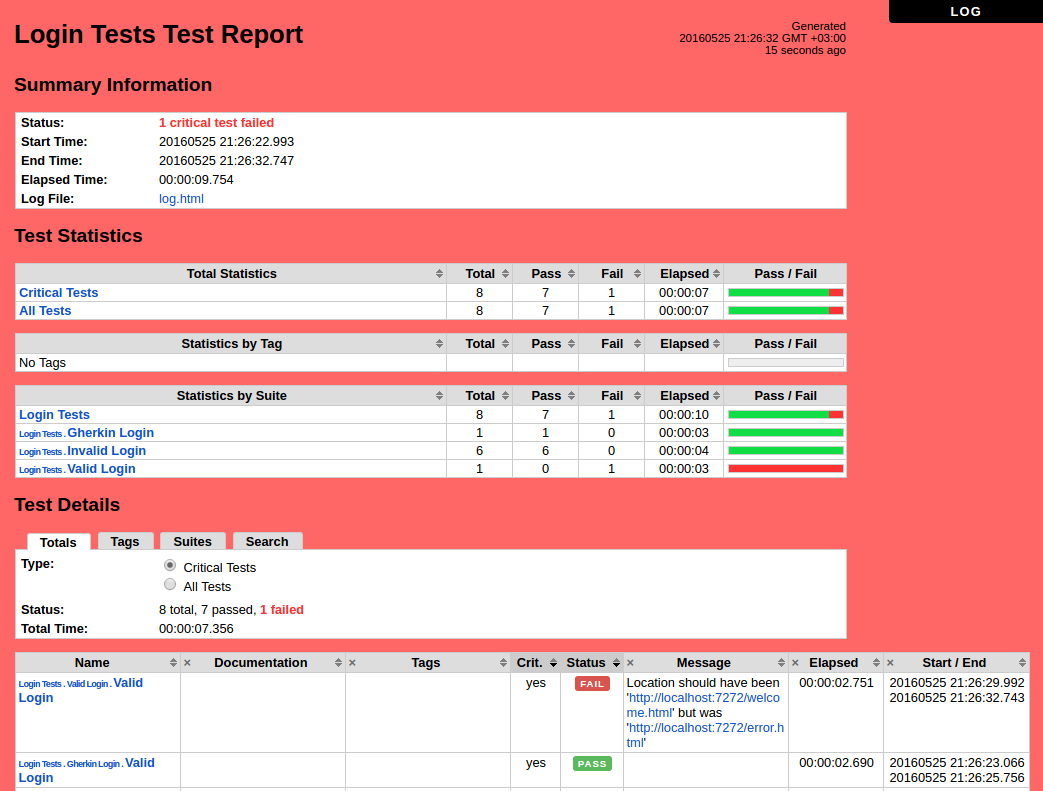 LOG
Login Tests Test Report
Generated
20160525 21:26:32 GMT +03:00
15 seconds ago
Summary Information
Status: 1 critical test failed
Start Time: 20160525 21:26:22.993
End Time: 20160525 21:26:32.747
Elapsed Time: 00:00:09.754
Log File: log.html
Test Statistics
Total Statistics Total Pass Fail Elapsed Pass / Fail
Critical Tests 8 7 1 00:00:07
All Tests 8 7 1 00:00:07
Statistics by Tag Total Pass Fail Elapsed Pass / Fail
No Tags
Statistics by Suite Total Pass Fail Elapsed Pass / Fail
Login Tests 8 7 1 00:00:10
Login Tests . Gherkin Login 1 1 0 00:00:03
Login Tests . Invalid Login 6 6 0 00:00:04
Login Tests . Valid Login 1 0 1 00:00:03
Test Details
Totals Tags Suites Search
Type: Critical Tests
All Tests
Status: 8 total, 7 passed, 1 failed
Total Time: 00:00:07.356
Name × Documentation × Tags Crit. Status × Message × Elapsed × Start / End
Login Tests . Valid Login . Valid yes FAIL Location should have been 00:00:02.751 20160525 21:26:29.992
Login 'http://localhost:7272/welco 20160525 21:26:32.743
me.html' but was
'http://localhost:7272/error.h
tml'
Login Tests . Gherkin Login . Valid yes PASS 00:00:02.690 20160525 21:26:23.066
Login 20160525 21:26:25.756